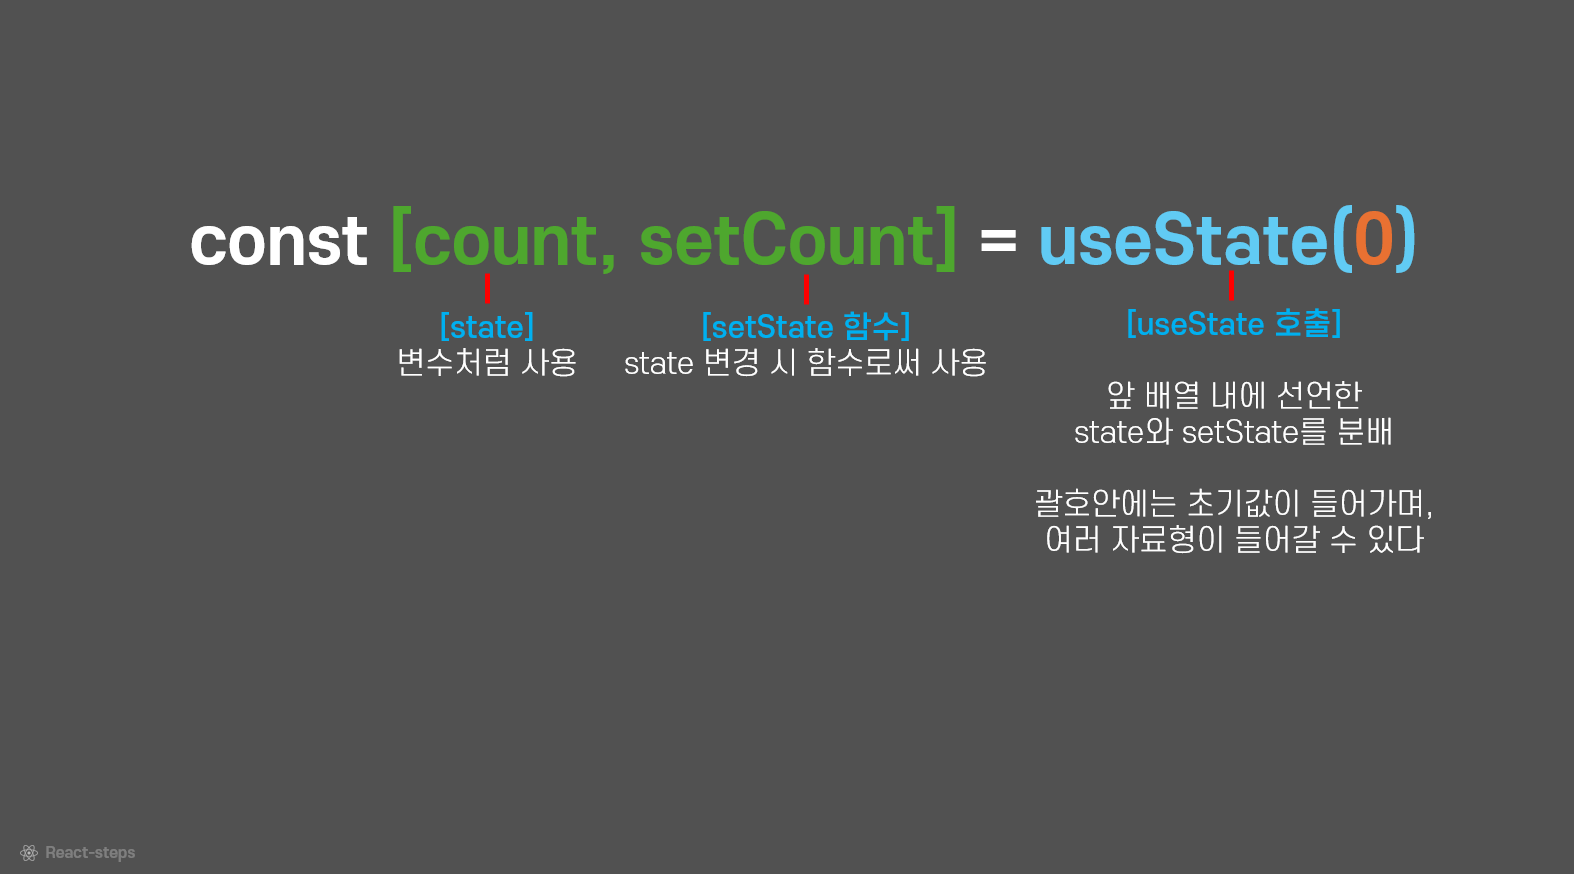 const [count, setCount] = useState(0)
[state]
변수처럼 사용
[setState 함수]
state 변경 시 함수로써 사용
[useState 호출]
앞 배열 내에 선언한
state와 setState를 분배
괄호안에는 초기값이 들어가며,
여러 자료형이 들어갈 수 있다
React-steps